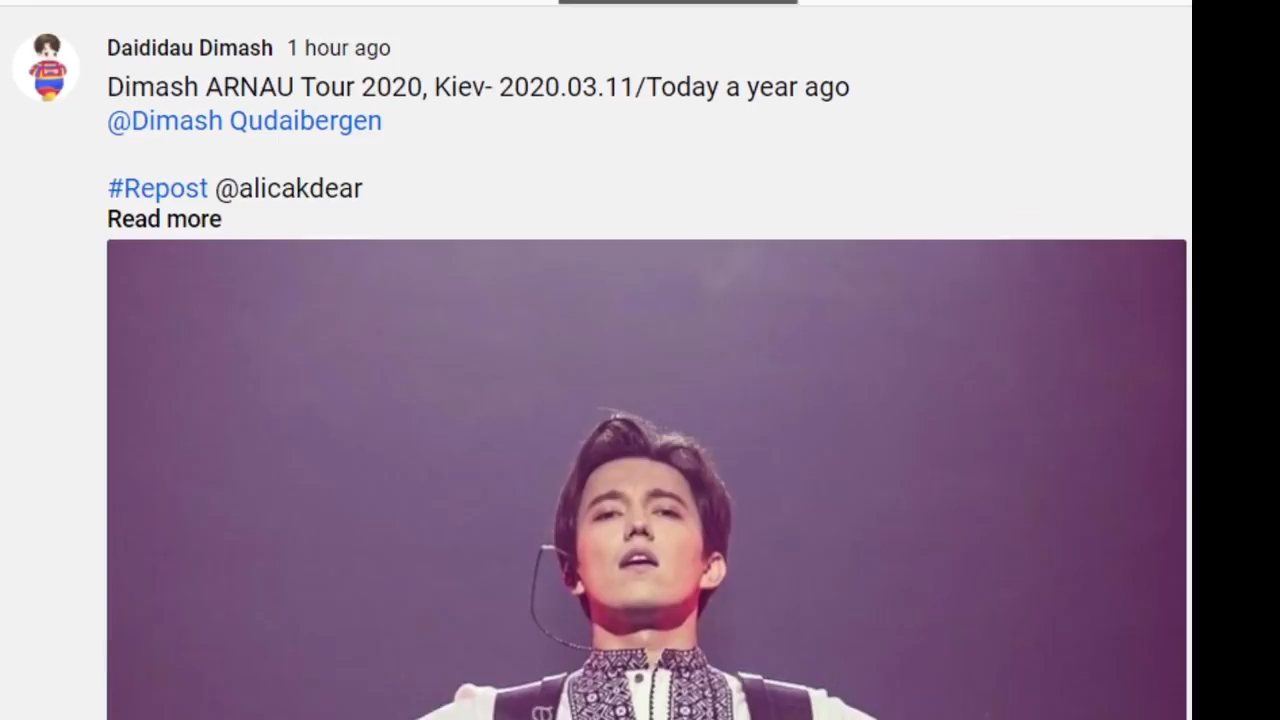 Daididau Dimash 1 hour ago
Dimash ARNAU Tour 2020, Kiev- 2020.03.11/Today a year ago
@Dimash Qudaibergen
#Repost @alicakdear
Read more